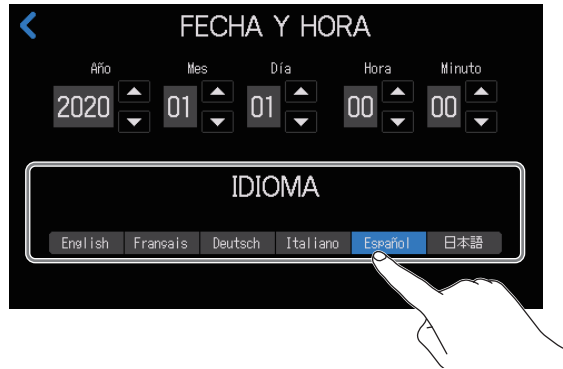 FECHA Y HORA
Año Mes Día Hora Minuto
2020 01 01 00 00
IDIOMA
English Français Deutsch Italiano Español 日本語